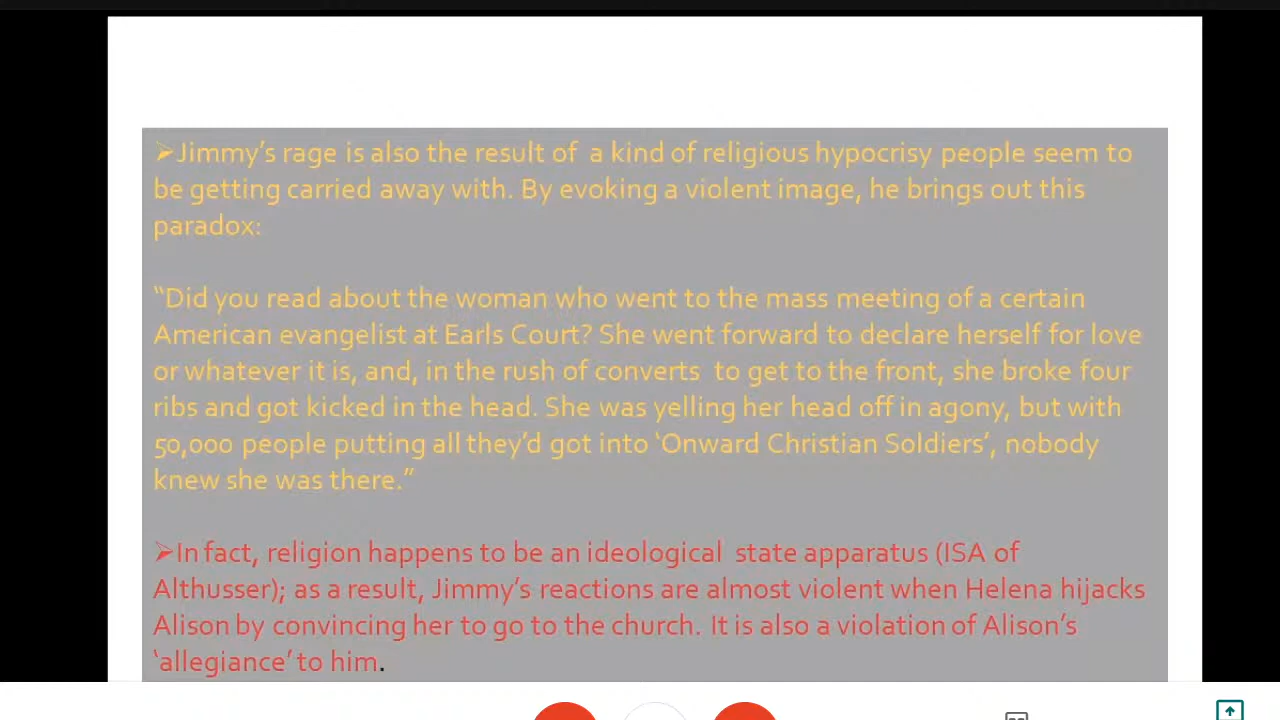 ➢Jimmy’s rage is also the result of a kind of religious hypocrisy people seem to
be getting carried away with. By evoking a violent image, he brings out this
paradox:
“Did you read about the woman who went to the mass meeting of a certain
American evangelist at Earls Court? She went forward to declare herself for love
or whatever it is, and, in the rush of converts to get to the front, she broke four
ribs and got kicked in the head. She was yelling her head off in agony, but with
50,000 people putting all they’d got into ‘Onward Christian Soldiers’, nobody
knew she was there.”
➢In fact, religion happens to be an ideological state apparatus (ISA of
Althusser); as a result, Jimmy’s reactions are almost violent when Helena hijacks
Alison by convincing her to go to the church. It is also a violation of Alison’s
‘allegiance’ to him.